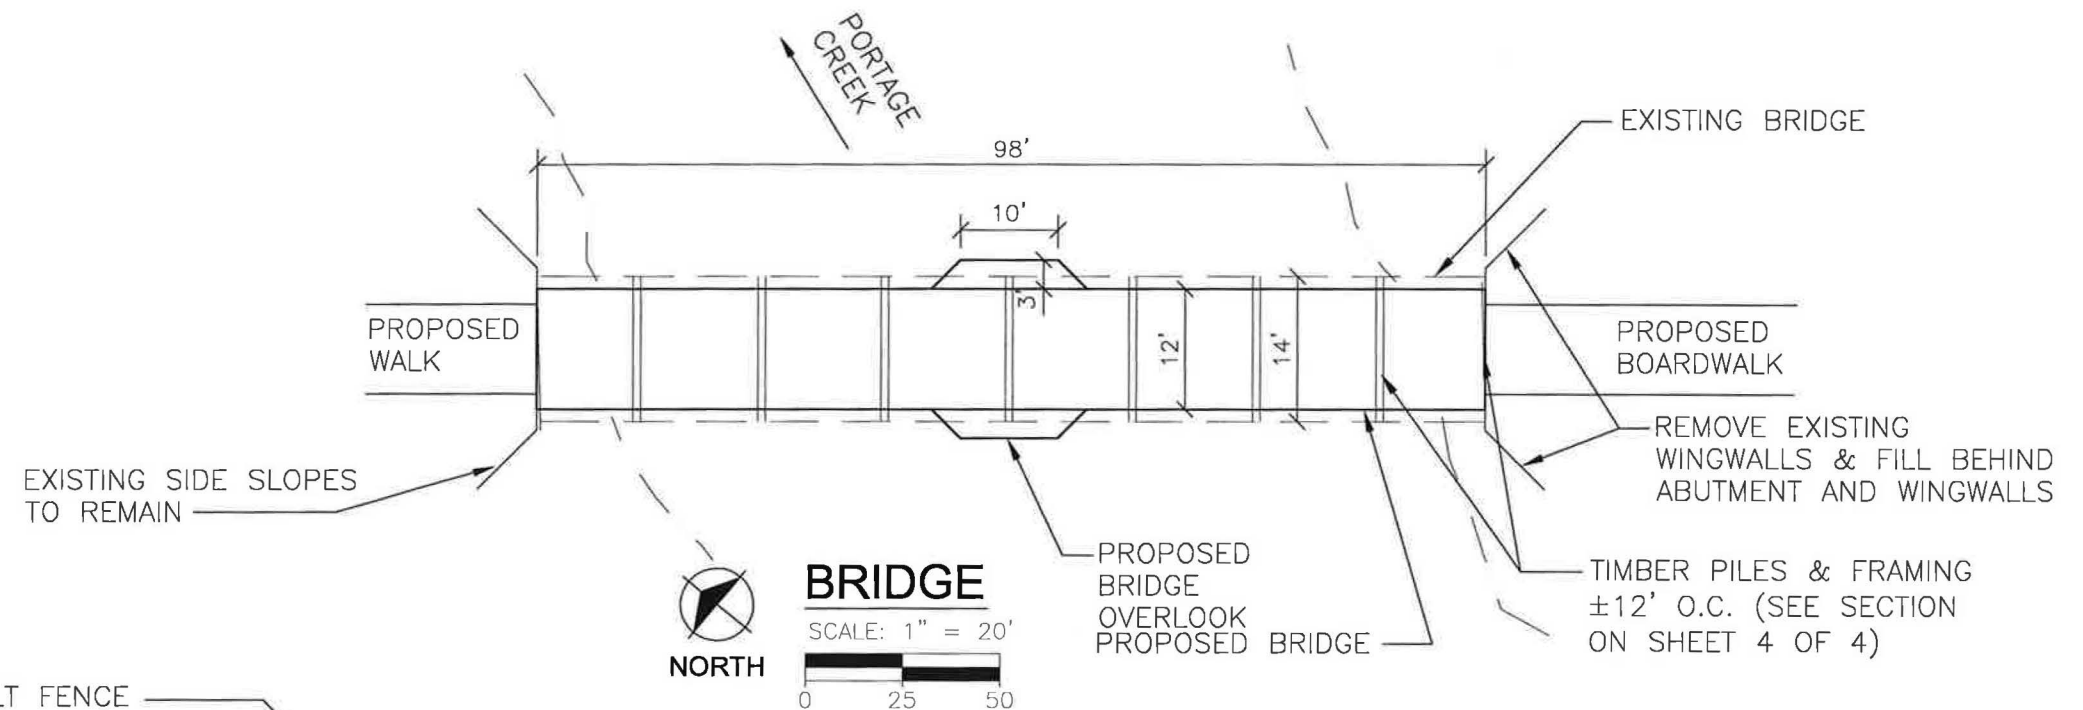 PORTAGE
CREEK
EXISTING BRIDGE
98'
10'
3'
12'
14'
PROPOSED
WALK
PROPOSED
BOARDWALK
REMOVE EXISTING
WINGWALLS & FILL BEHIND
ABUTMENT AND WINGWALLS
EXISTING SIDE SLOPES
TO REMAIN
PROPOSED
BRIDGE
OVERLOOK
PROPOSED BRIDGE
TIMBER PILES & FRAMING
±12' O.C. (SEE SECTION
ON SHEET 4 OF 4)
NORTH
BRIDGE
SCALE: 1" = 20'
0 25 50
LT FENCE